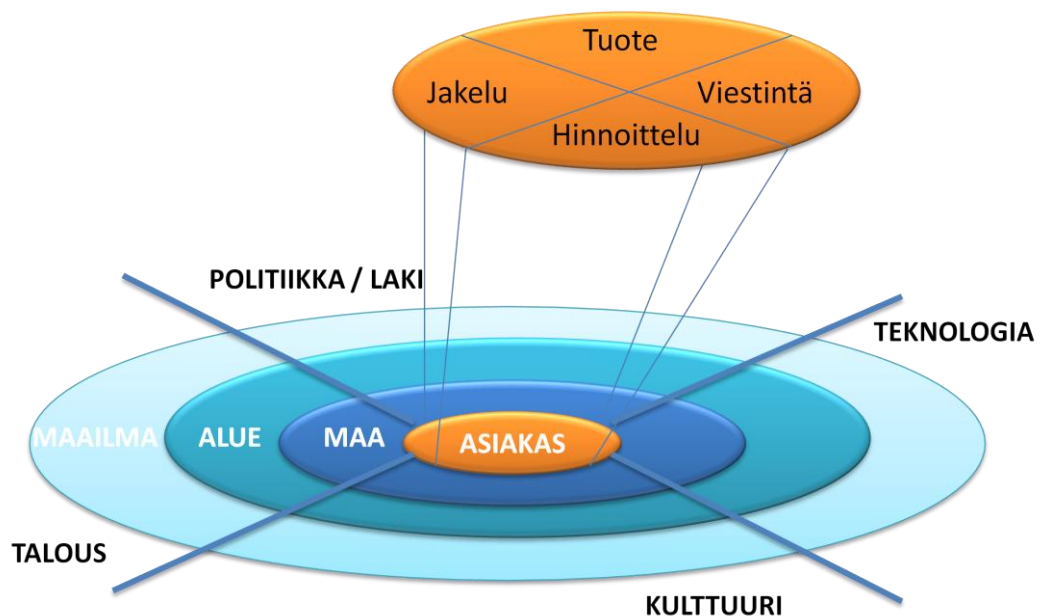 Tuote
Jakelu
Viestintä
Hinnoittelu
POLITIIKKA / LAKI
TEKNOLOGIA
MAAILMA
ALUE
MAA
ASIAKAS
TALOUS
KULTTUURI